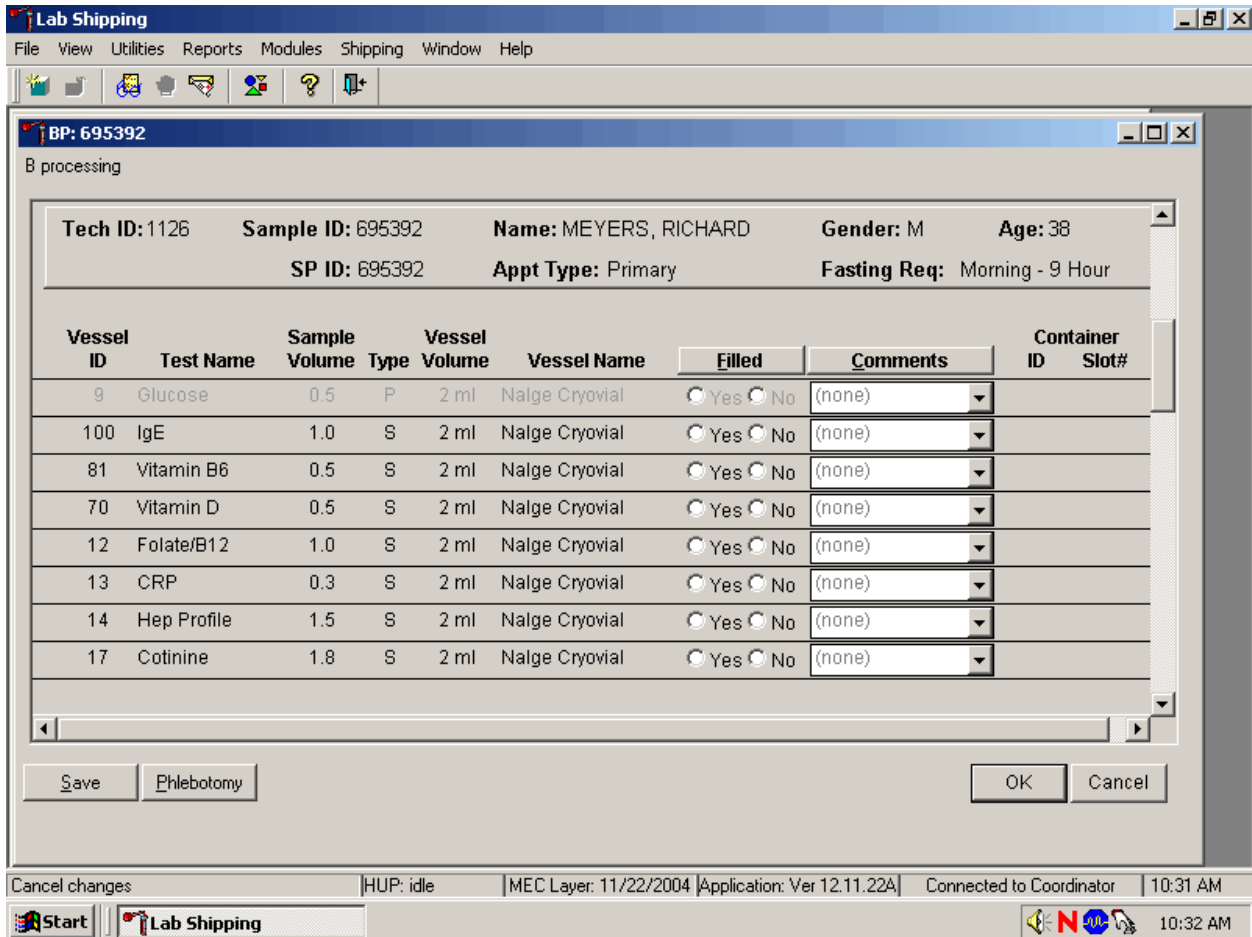 Lab Shipping
File View Utilities Reports Modules Shipping Window Help
BP: 695392
B processing
Tech ID: 1126 Sample ID: 695392 Name: MEYERS, RICHARD Gender: M Age: 38
SP ID: 695392 Appt Type: Primary Fasting Req: Morning - 9 Hour
Vessel Sample Vessel Container
ID Test Name Volume Type Volume Vessel Name Filled Comments ID Slot#
9 Glucose 0.5 P 2 ml Nalge Cryovial Yes No (none)
100 IgE 1.0 S 2 ml Nalge Cryovial Yes No (none)
81 Vitamin B6 0.5 S 2 ml Nalge Cryovial Yes No (none)
70 Vitamin D 0.5 S 2 ml Nalge Cryovial Yes No (none)
12 Folate/B12 1.0 S 2 ml Nalge Cryovial Yes No (none)
13 CRP 0.3 S 2 ml Nalge Cryovial Yes No (none)
14 Hep Profile 1.5 S 2 ml Nalge Cryovial Yes No (none)
17 Cotinine 1.8 S 2 ml Nalge Cryovial Yes No (none)
Save Phlebotomy OK Cancel
Cancel changes HUP: idle MEC Layer: 11/22/2004 Application: Ver 12.11.22A Connected to Coordinator 10:31 AM
Start Lab Shipping N 10:32 AM